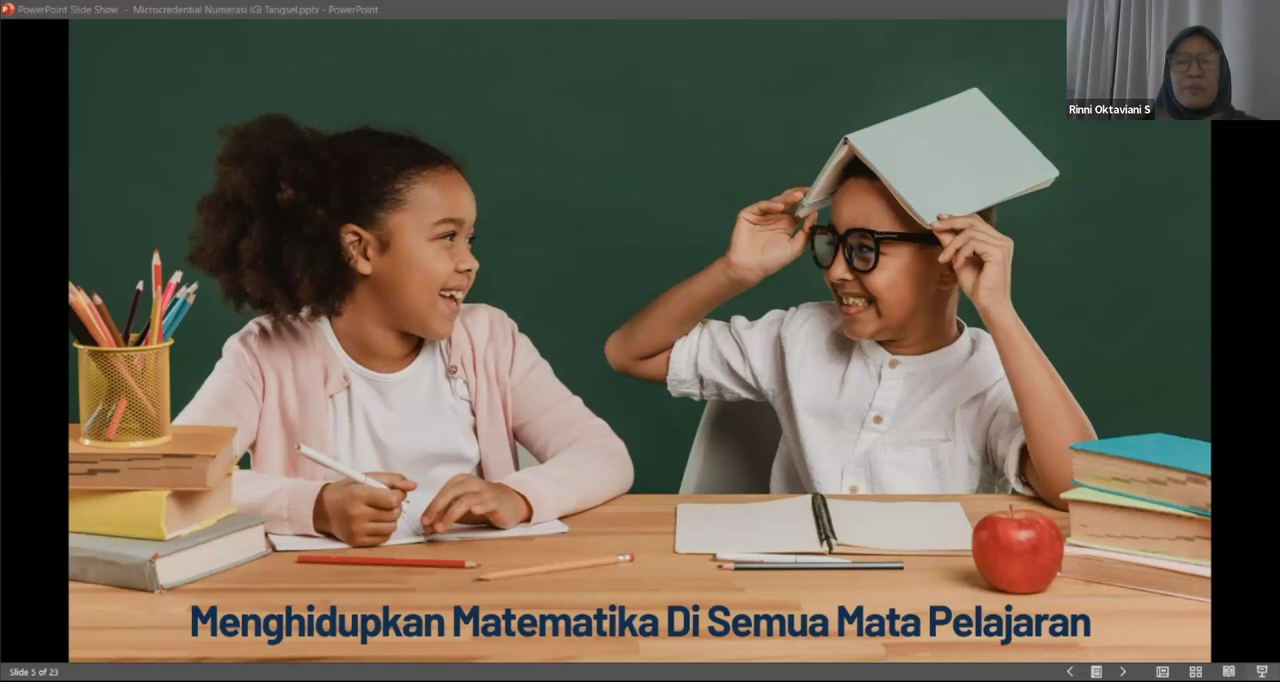 PowerPoint Slide Show - Microcredential Numerasi IGI Tangsel.pptx - PowerPoint
Rinni Oktaviani S
Menghidupkan Matematika Di Semua Mata Pelajaran
Slide 5 of 23